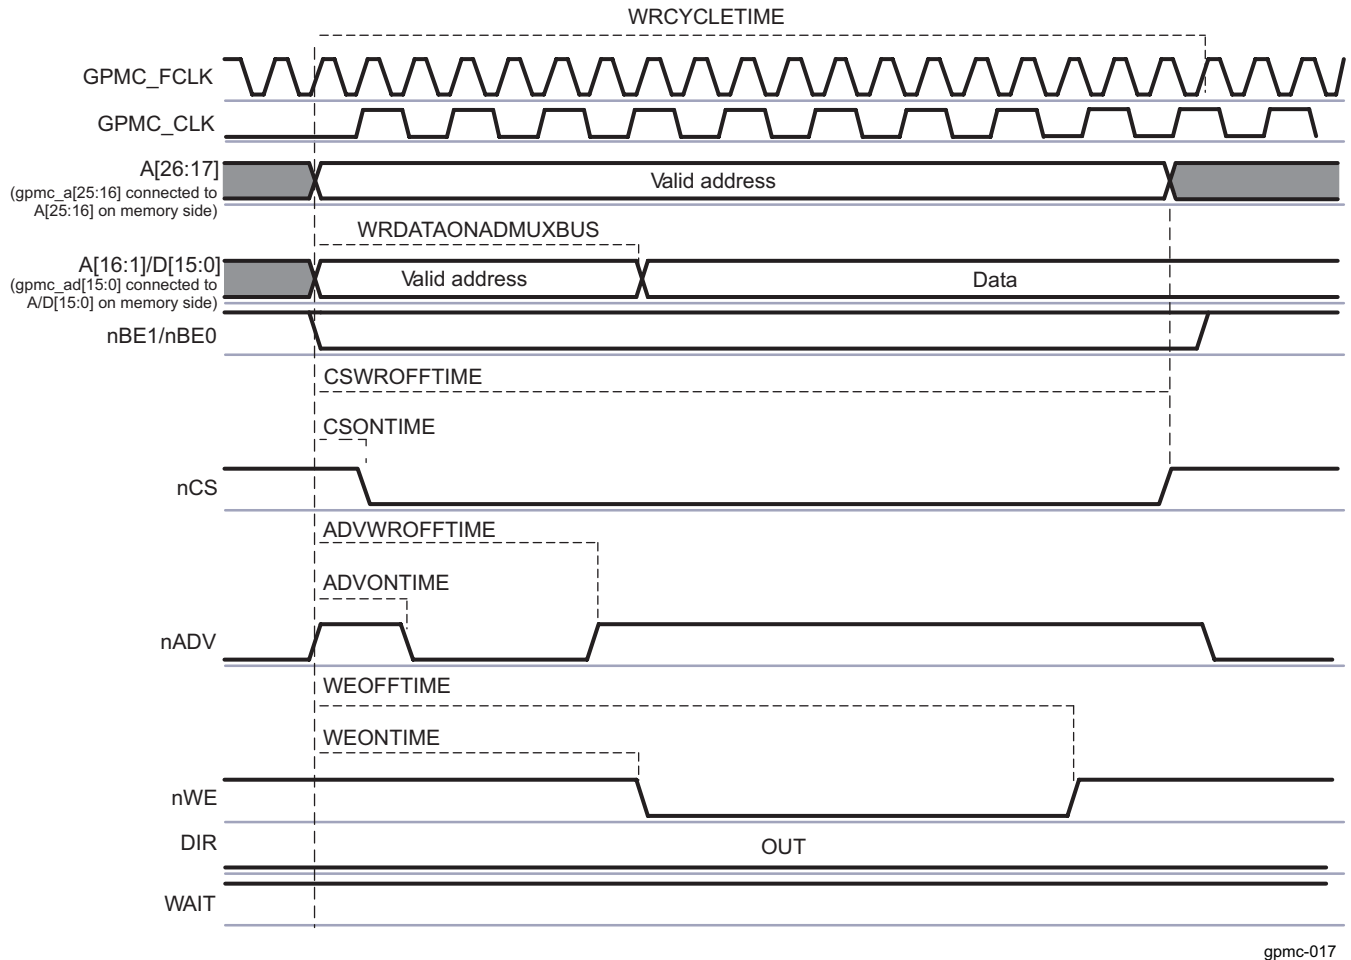 WRCYCLETIME
GPMC_FCLK
GPMC_CLK
A[26:17]
(gpmc_a[25:16] connected to
A[25:16] on memory side)
Valid address
WRDATAONADMUXBUS
A[16:1]/D[15:0]
(gpmc_ad[15:0] connected to
A/D[15:0] on memory side)
Valid address
Data
nBE1/nBE0
CSWROFFTIME
CSONTIME
nCS
ADVWROFFTIME
ADVONTIME
nADV
WEOFFTIME
WEONTIME
nWE
DIR
OUT
WAIT
gpmc-017